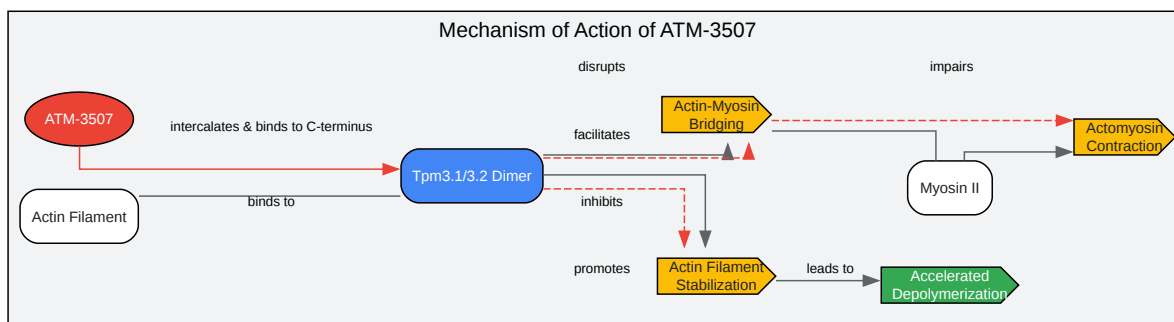 Mechanism of Action of ATM-3507
disrupts
impairs
ATM-3507
intercalates & binds to C-terminus
facilitates
Actin-Myosin
Bridging
Actomyosin
Contraction
Tpm3.1/3.2 Dimer
Myosin II
Actin Filament
binds to
inhibits
promotes
Actin Filament
Stabilization
leads to
Accelerated
Depolymerization